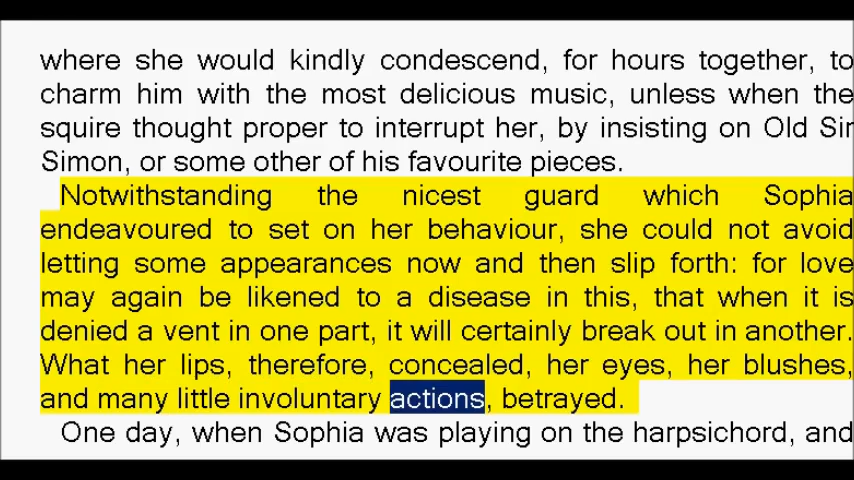 where she would kindly condescend, for hours together, to
charm him with the most delicious music, unless when the
squire thought proper to interrupt her, by insisting on Old Sir
Simon, or some other of his favourite pieces.
Notwithstanding the nicest guard which Sophia
endeavoured to set on her behaviour, she could not avoid
letting some appearances now and then slip forth: for love
may again be likened to a disease in this, that when it is
denied a vent in one part, it will certainly break out in another.
What her lips, therefore, concealed, her eyes, her blushes,
and many little involuntary actions, betrayed.
One day, when Sophia was playing on the harpsichord, and